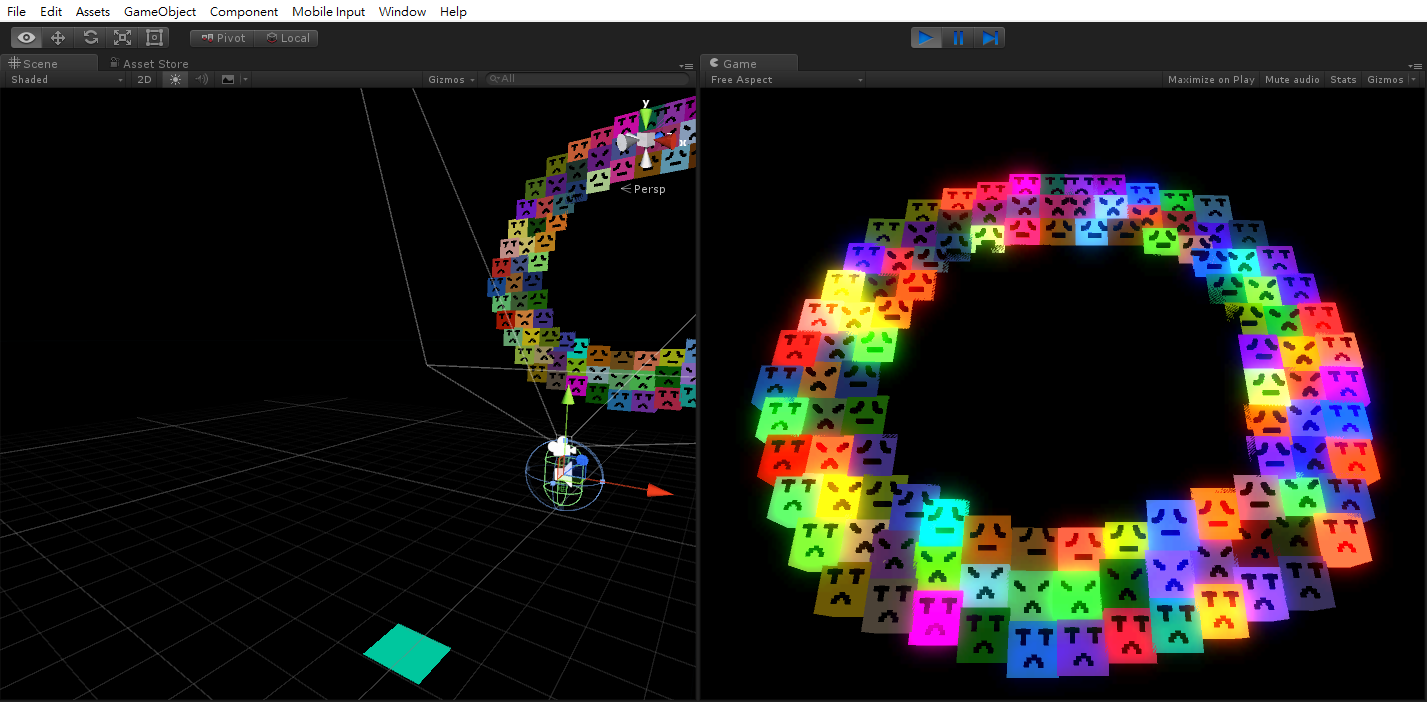 File Edit Assets GameObject Component Mobile Input Window Help
Pivot Local
Scene Asset Store
Game
Shaded 2D Gizmos All
Free Aspect Maximize on Play Mute audio Stats Gizmos
y
x
Persp